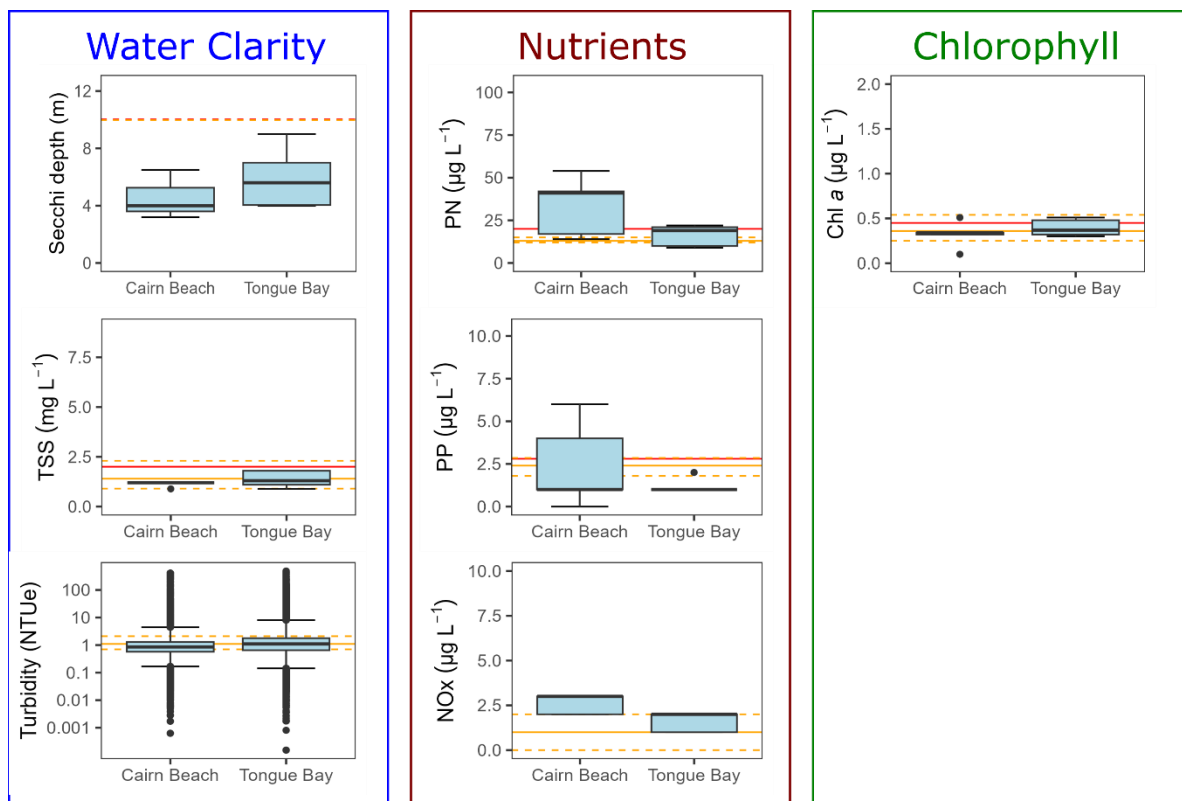 Water Clarity
Secchi depth (m)
12
8
4
0
Cairn Beach Tongue Bay
TSS (mg L⁻¹)
7.5
5.0
2.5
0.0
Cairn Beach Tongue Bay
Turbidity (NTUe)
100
10
1
0.1
0.01
0.001
Cairn Beach Tongue Bay
Nutrients
PN (µg L⁻¹)
100
75
50
25
0
Cairn Beach Tongue Bay
PP (µg L⁻¹)
10.0
7.5
5.0
2.5
0.0
Cairn Beach Tongue Bay
NOx (µg L⁻¹)
10.0
7.5
5.0
2.5
0.0
Cairn Beach Tongue Bay
Chlorophyll
Chl a (µg L⁻¹)
2.0
1.5
1.0
0.5
0.0
Cairn Beach Tongue Bay